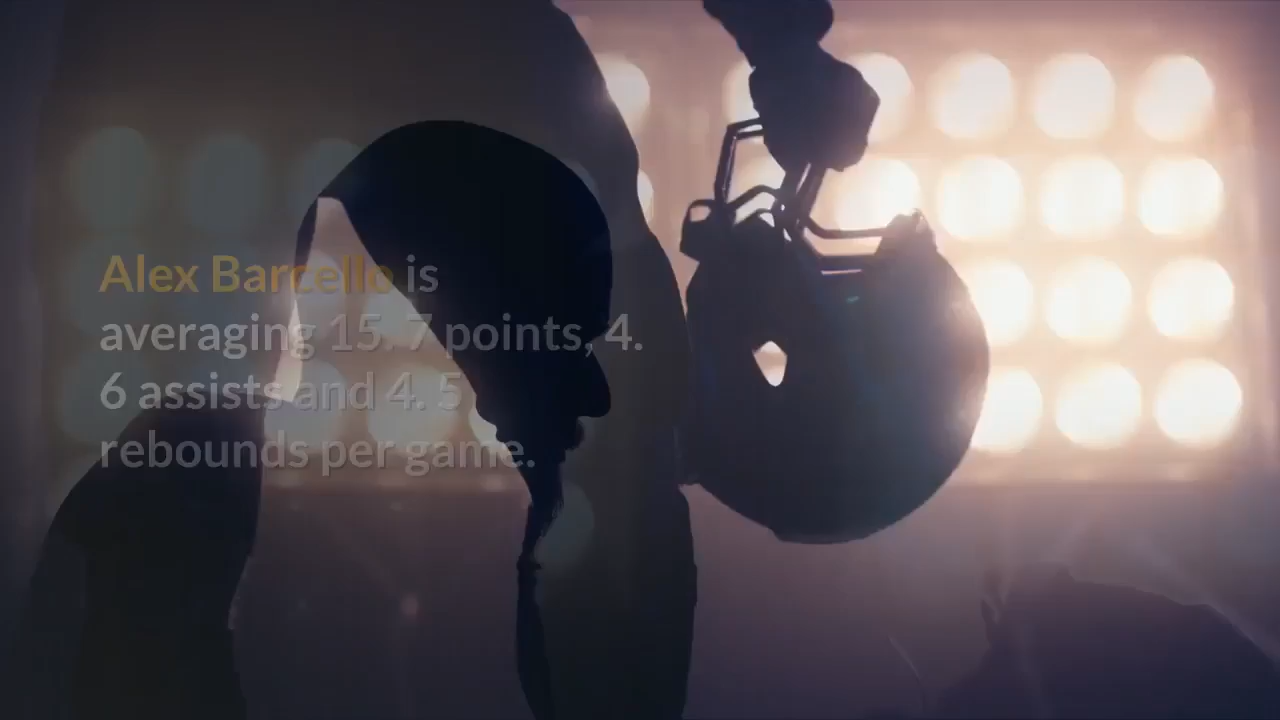 Alex Barcello is
averaging 15. 7 points, 4.
6 assists and 4. 5
rebounds per game.